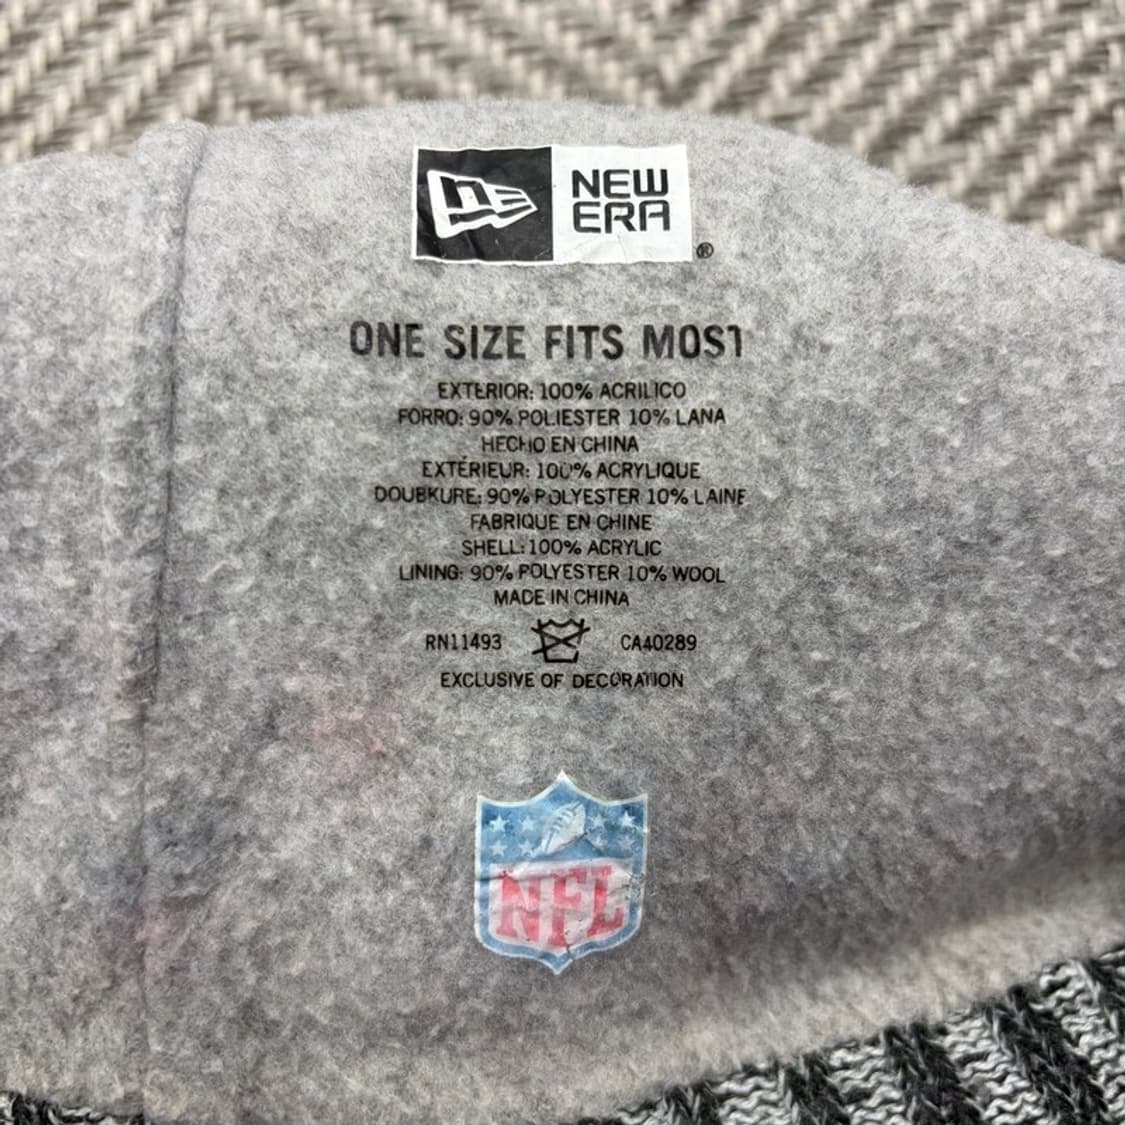 NEW
ERA
®
ONE SIZE FITS MOST
EXTERIOR: 100% ACRILICO
FORRO: 90% POLIESTER 10% LANA
HECHO EN CHINA
EXTÉRIEUR: 100% ACRYLIQUE
DOUBKURE: 90% POLYESTER 10% LAINE
FABRIQUE EN CHINE
SHELL: 100% ACRYLIC
LINING: 90% POLYESTER 10% WOOL
MADE IN CHINA
RN11493 CA40289
EXCLUSIVE OF DECORATION
NFL